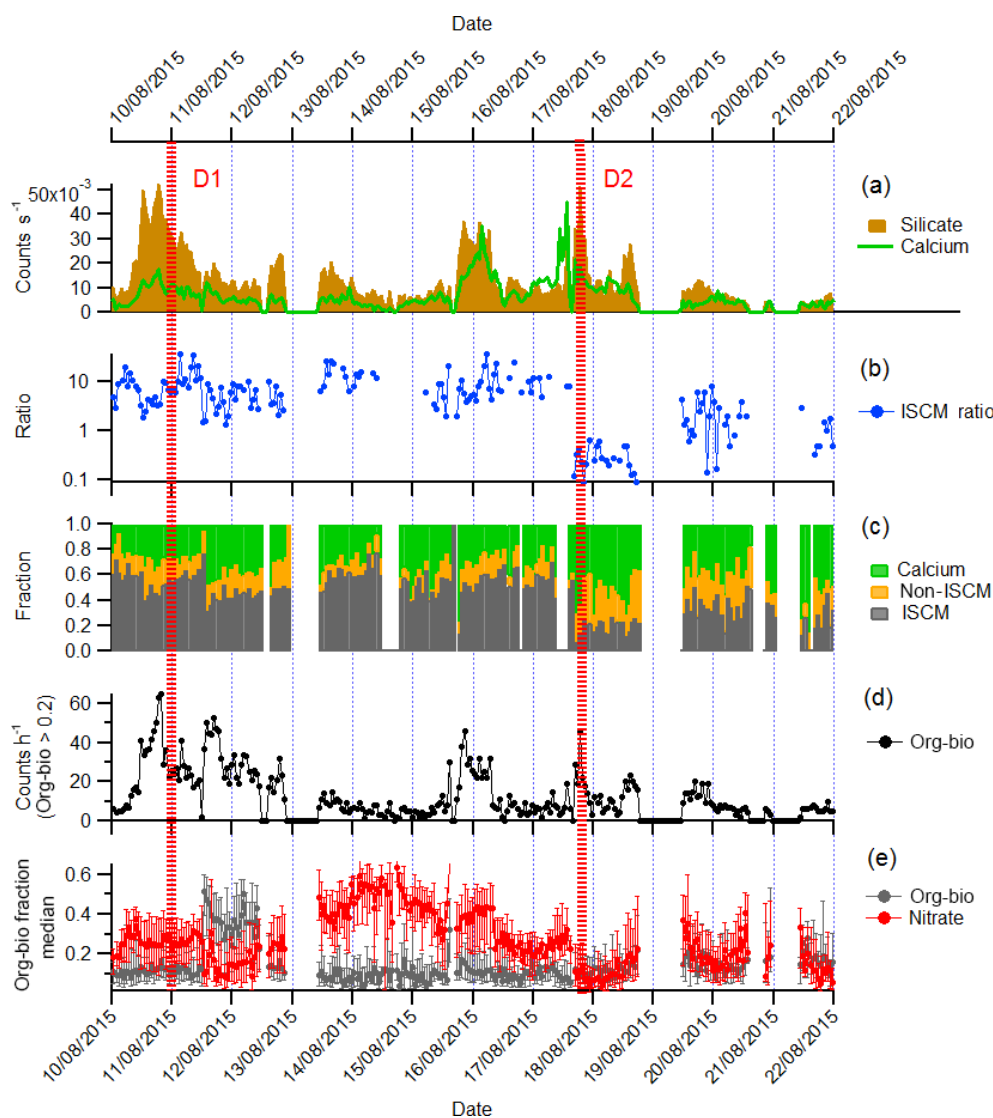 Date
10/08/2015 11/08/2015 12/08/2015 13/08/2015 14/08/2015 15/08/2015 16/08/2015 17/08/2015 18/08/2015 19/08/2015 20/08/2015 21/08/2015 22/08/2015
D1 D2
(a)
50x10⁻³
40
30
20
10
0
Counts s⁻¹
Silicate
Calcium
(b)
10
1
0.1
Ratio
ISCM ratio
(c)
1.0
0.8
0.6
0.4
0.2
0.0
Fraction
Calcium
Non-ISCM
ISCM
(d)
60
40
20
0
Counts h⁻¹
(Org-bio > 0.2)
Org-bio
(e)
0.6
0.4
0.2
Org-bio fraction
median
Org-bio
Nitrate
10/08/2015 11/08/2015 12/08/2015 13/08/2015 14/08/2015 15/08/2015 16/08/2015 17/08/2015 18/08/2015 19/08/2015 20/08/2015 21/08/2015 22/08/2015
Date